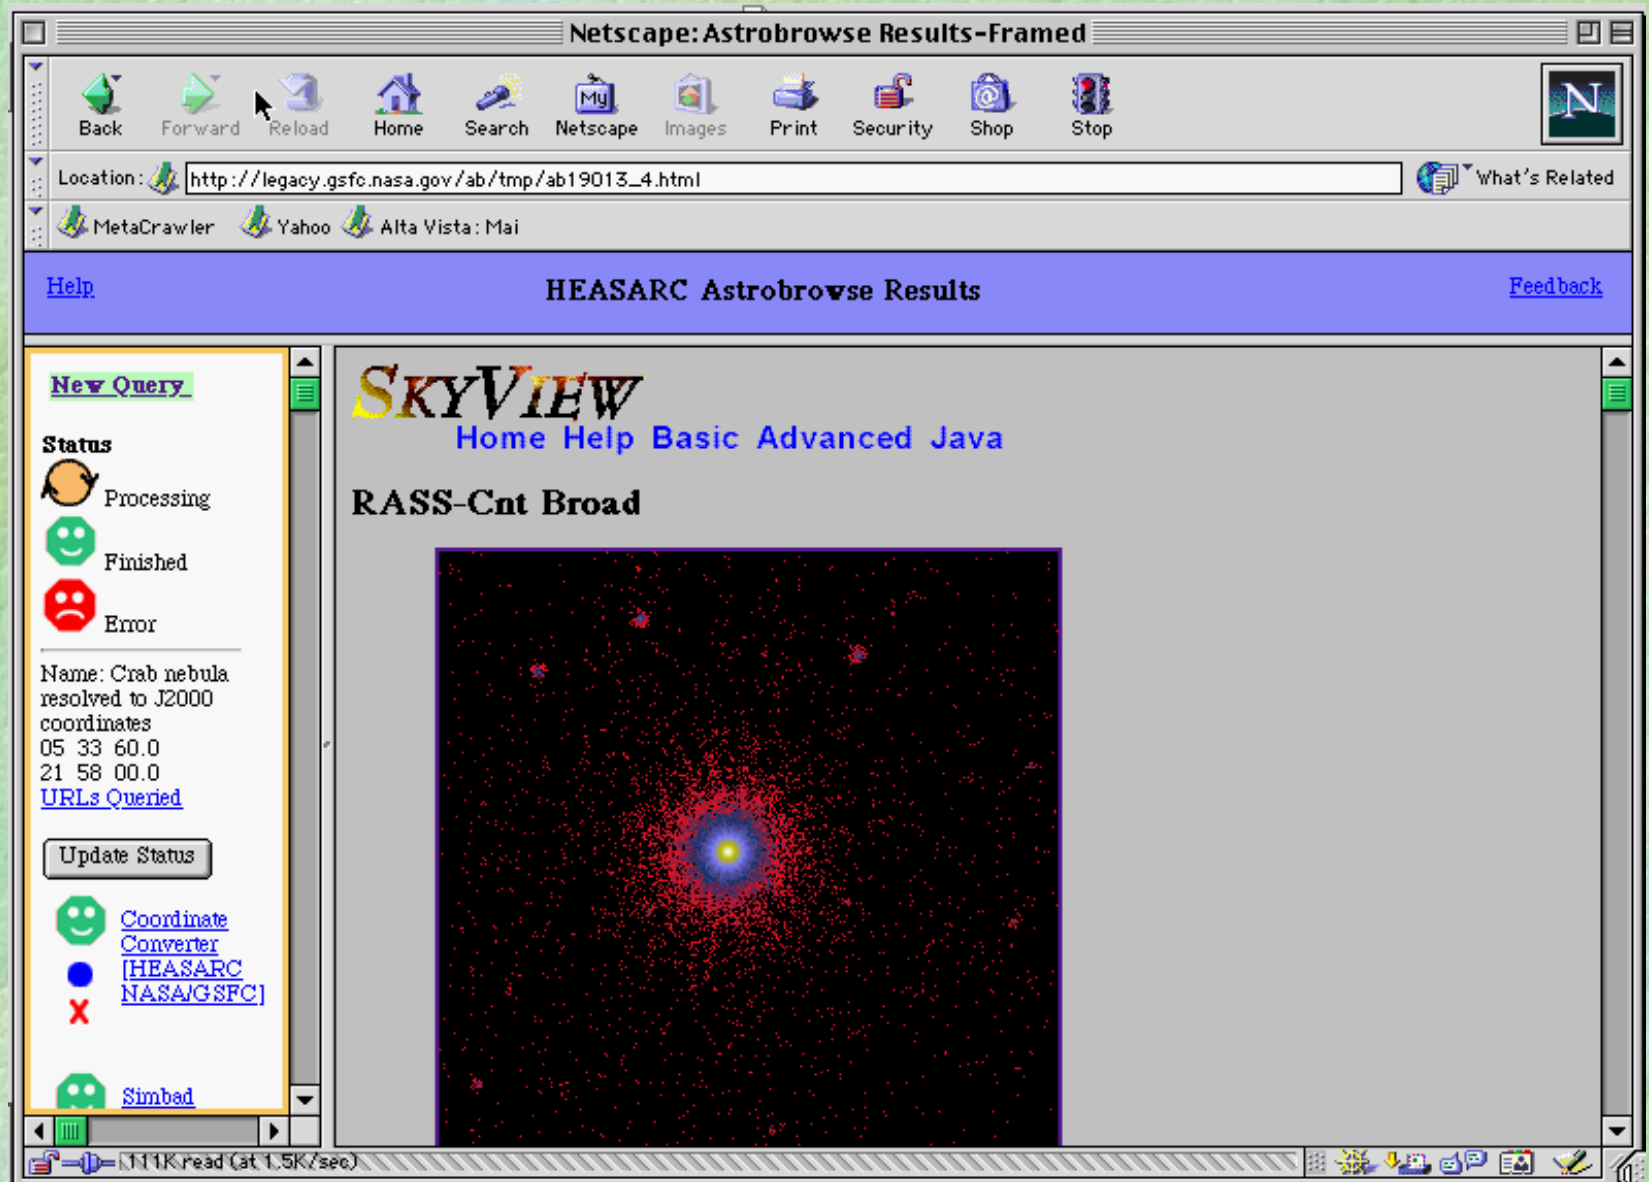 Netscape: Astrobrowse Results-Framed
Back Forward Reload Home Search Netscape Images Print Security Shop Stop
My
N
Location: http://legacy.gsfc.nasa.gov/ab/tmp/ab19013_4.html What's Related
MetaCrawler Yahoo Alta Vista: Mai
Help HEASARC Astrobrowse Results Feedback
New Query
Status
Processing
Finished
Error
Name: Crab nebula
resolved to J2000
coordinates
05 33 60.0
21 58 00.0
URLs Queried
Update Status
Coordinate
Converter
[HEASARC
NASA/GSFC]
X
Simbad
SKYVIEW
Home Help Basic Advanced Java
RASS-Cnt Broad
111K read (at 1.5K/sec)